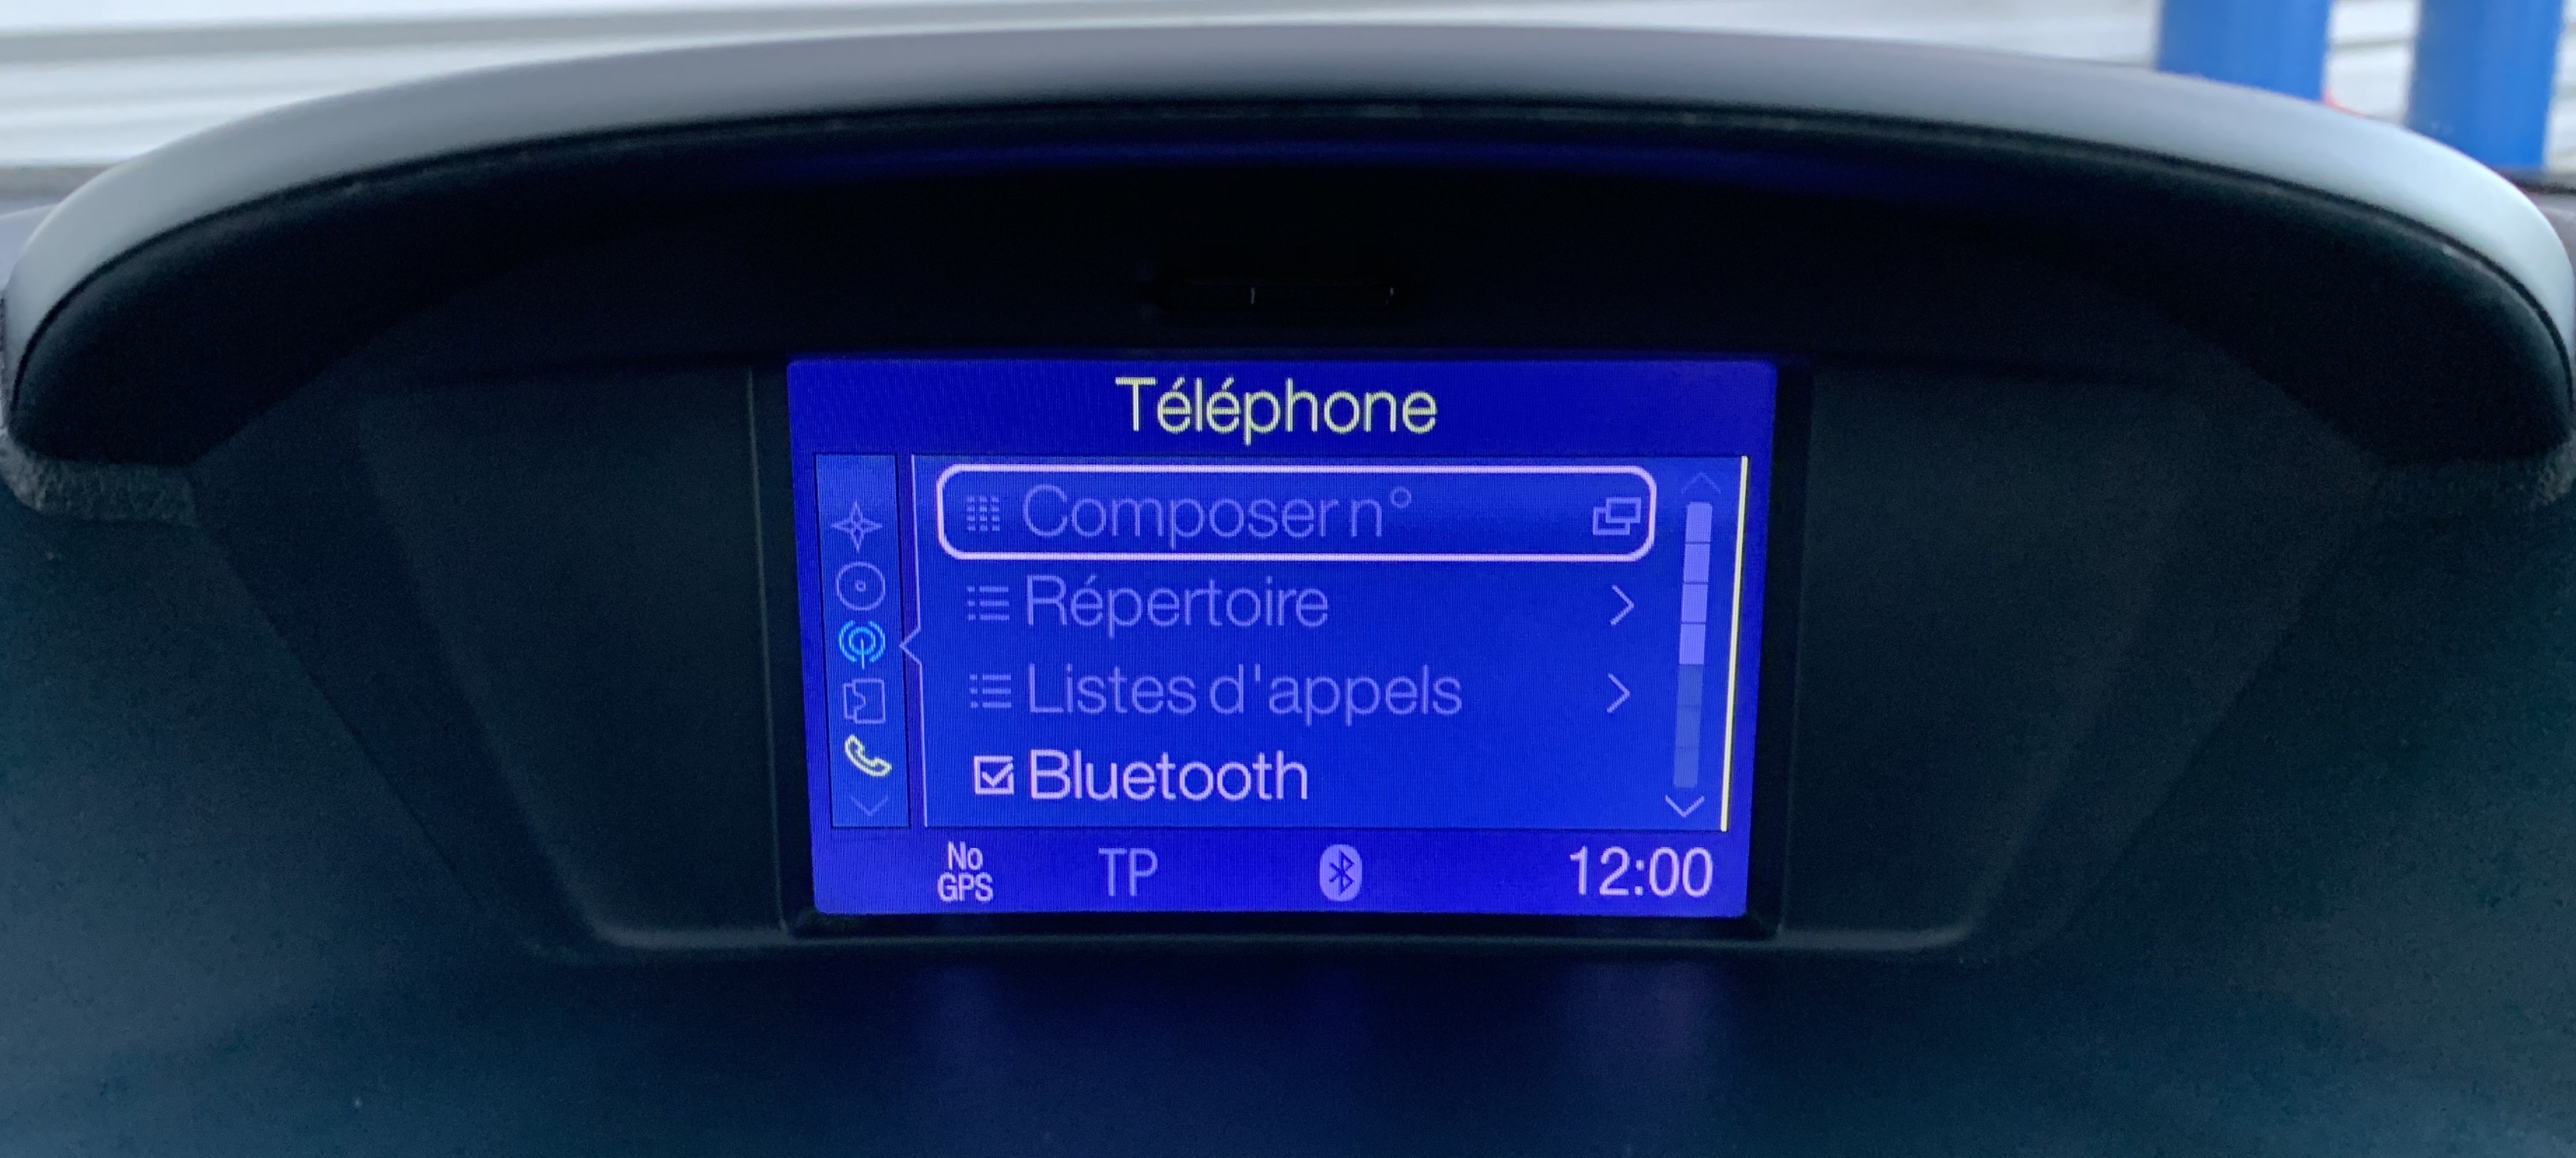 Téléphone
Composer n°
Répertoire
Listes d'appels
Bluetooth
No
GPS
TP
12:00